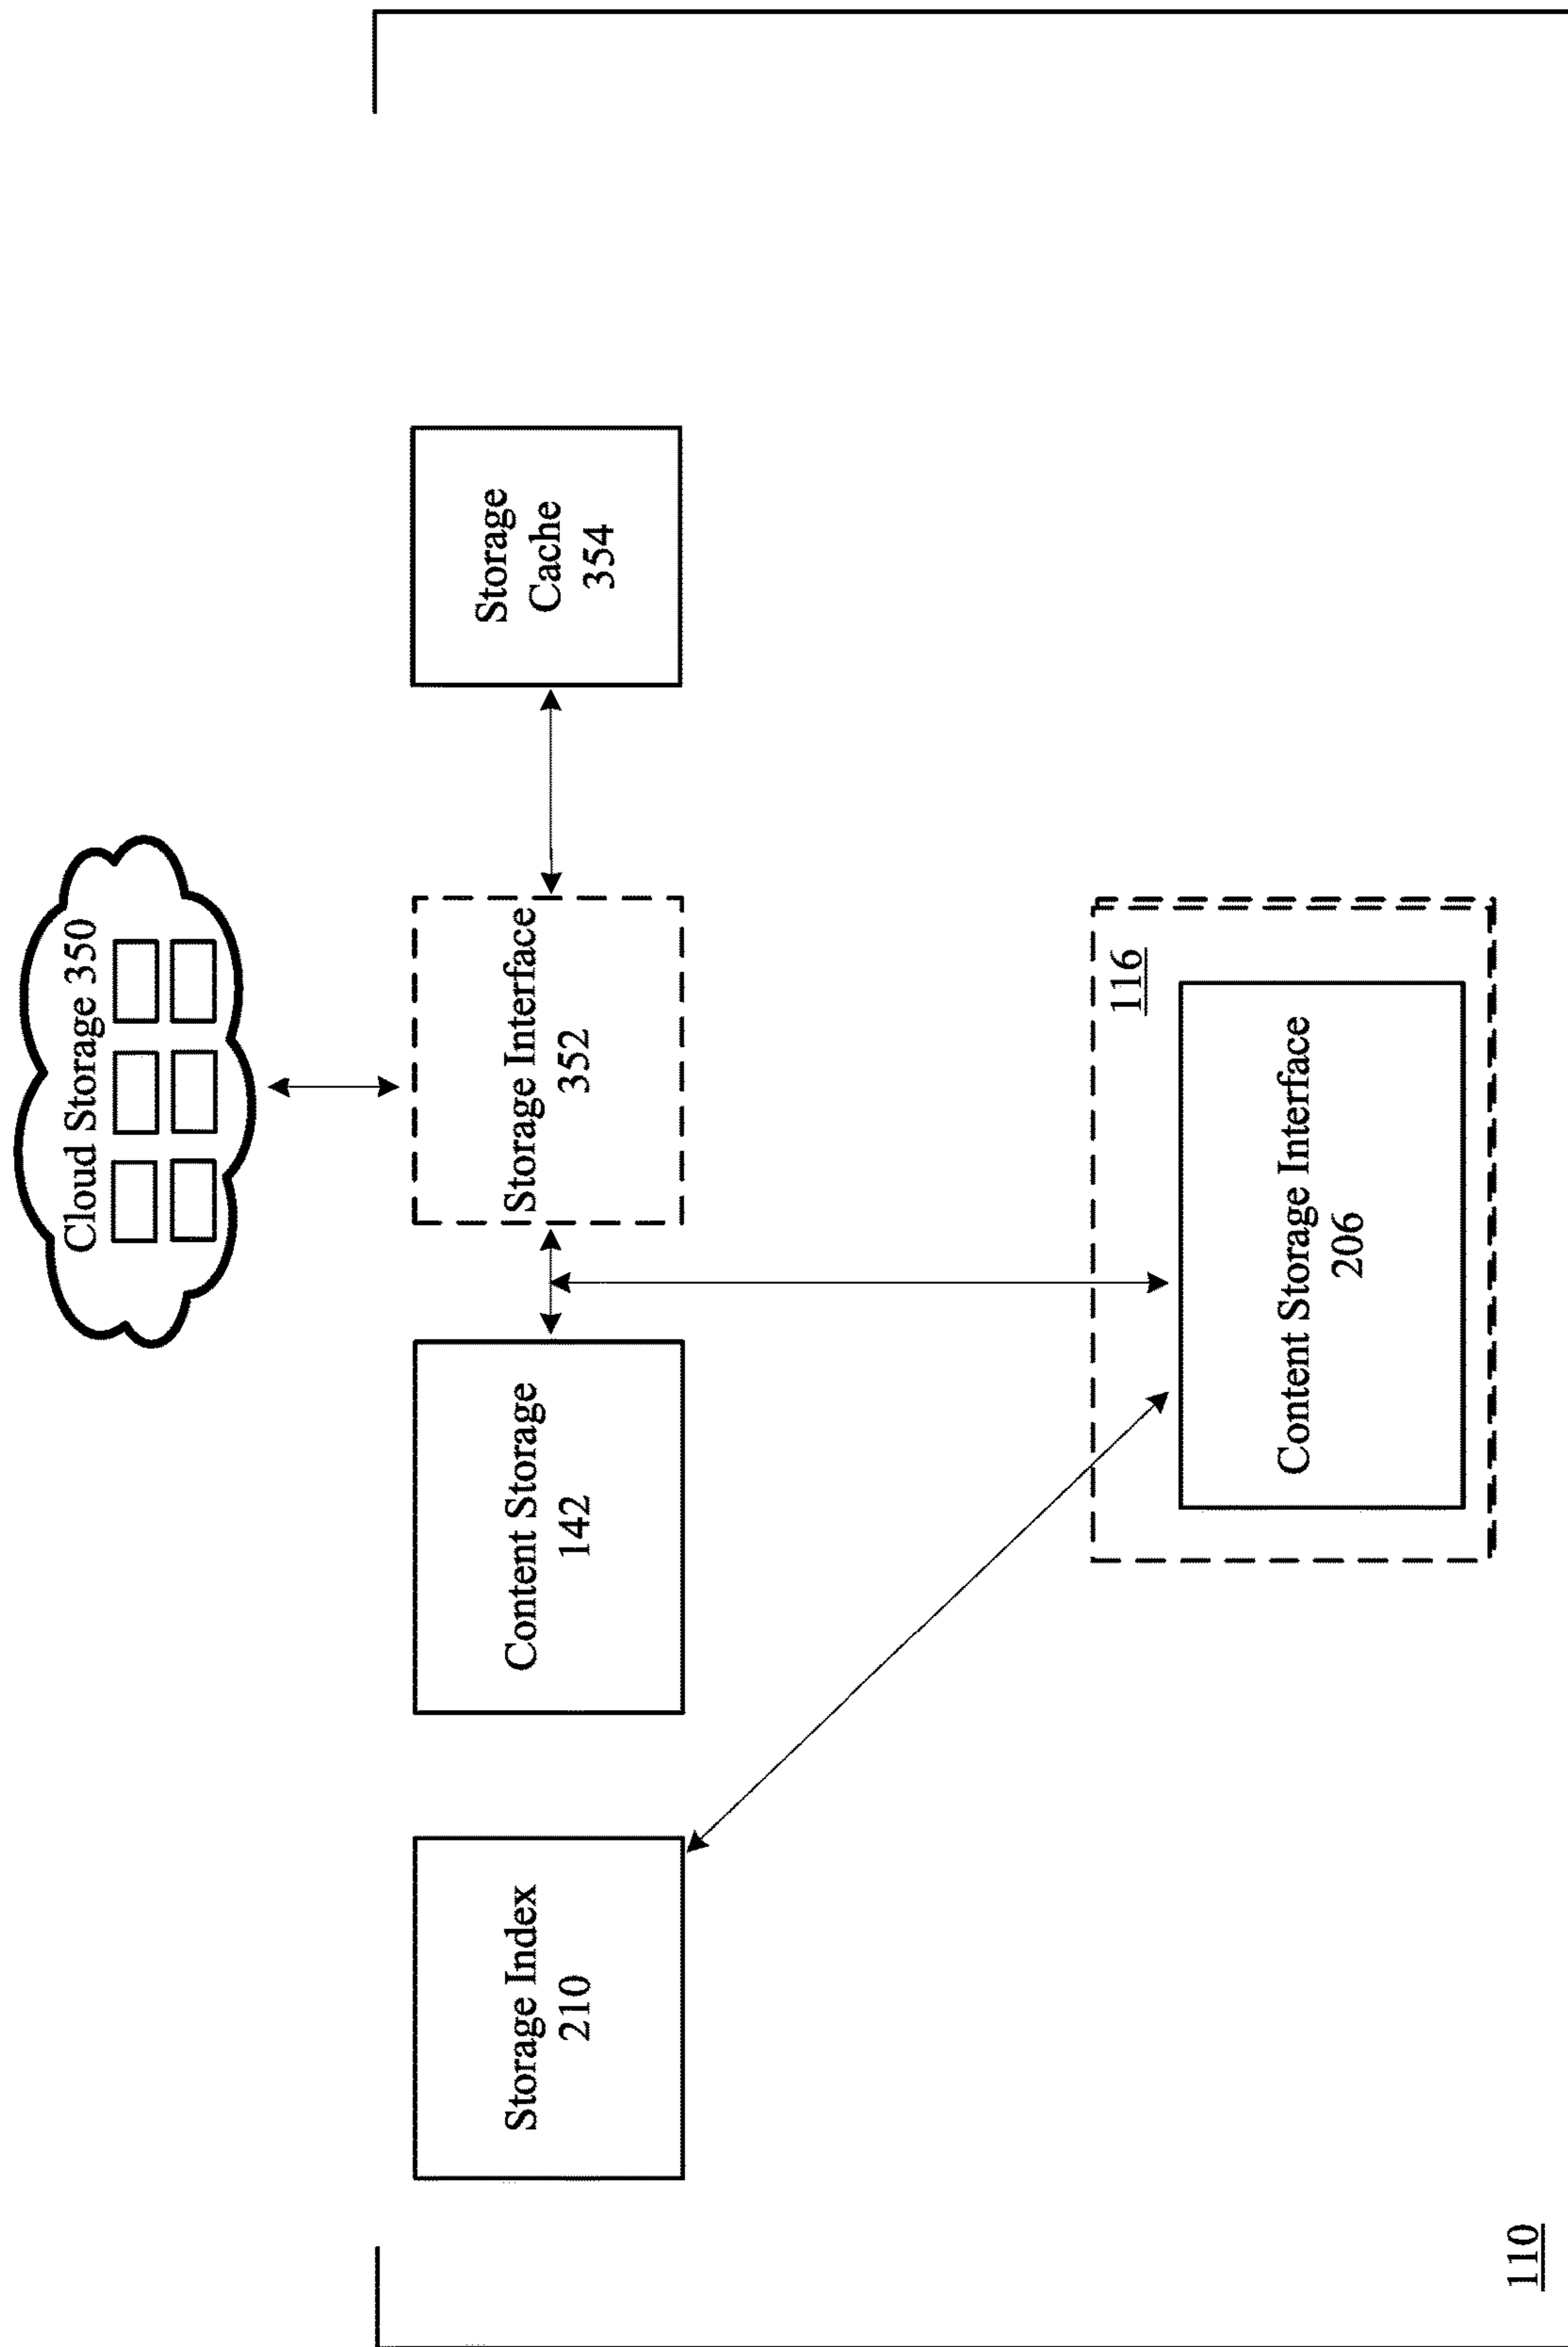 Cloud Storage 350
Storage Index
210
Content Storage
142
Storage Interface
352
Storage
Cache
354
116
Content Storage Interface
206
110